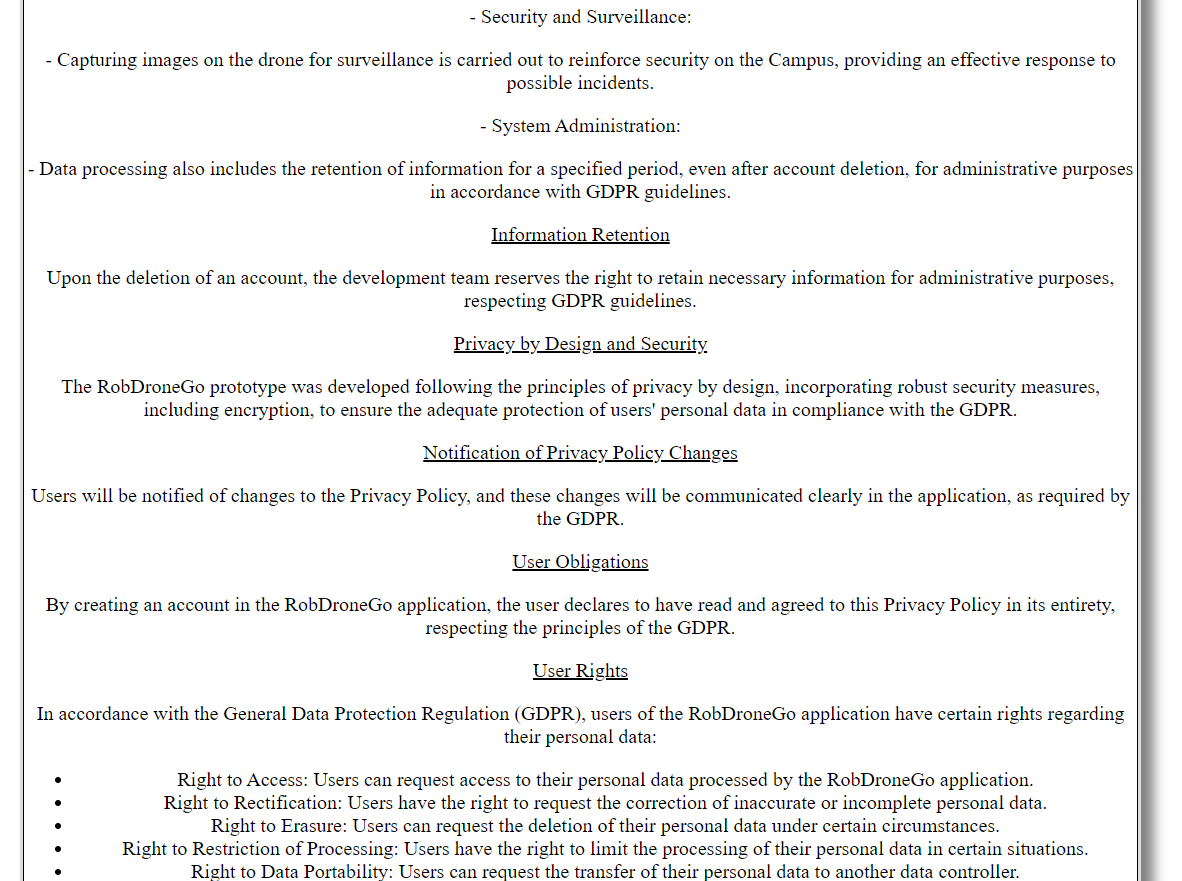 - Security and Surveillance:
- Capturing images on the drone for surveillance is carried out to reinforce security on the Campus, providing an effective response to
possible incidents.
- System Administration:
- Data processing also includes the retention of information for a specified period, even after account deletion, for administrative purposes
in accordance with GDPR guidelines.
Information Retention
Upon the deletion of an account, the development team reserves the right to retain necessary information for administrative purposes,
respecting GDPR guidelines.
Privacy by Design and Security
The RobDroneGo prototype was developed following the principles of privacy by design, incorporating robust security measures,
including encryption, to ensure the adequate protection of users' personal data in compliance with the GDPR.
Notification of Privacy Policy Changes
Users will be notified of changes to the Privacy Policy, and these changes will be communicated clearly in the application, as required by
the GDPR.
User Obligations
By creating an account in the RobDroneGo application, the user declares to have read and agreed to this Privacy Policy in its entirety,
respecting the principles of the GDPR.
User Rights
In accordance with the General Data Protection Regulation (GDPR), users of the RobDroneGo application have certain rights regarding
their personal data:
• Right to Access: Users can request access to their personal data processed by the RobDroneGo application.
• Right to Rectification: Users have the right to request the correction of inaccurate or incomplete personal data.
• Right to Erasure: Users can request the deletion of their personal data under certain circumstances.
• Right to Restriction of Processing: Users have the right to limit the processing of their personal data in certain situations.
• Right to Data Portability: Users can request the transfer of their personal data to another data controller.